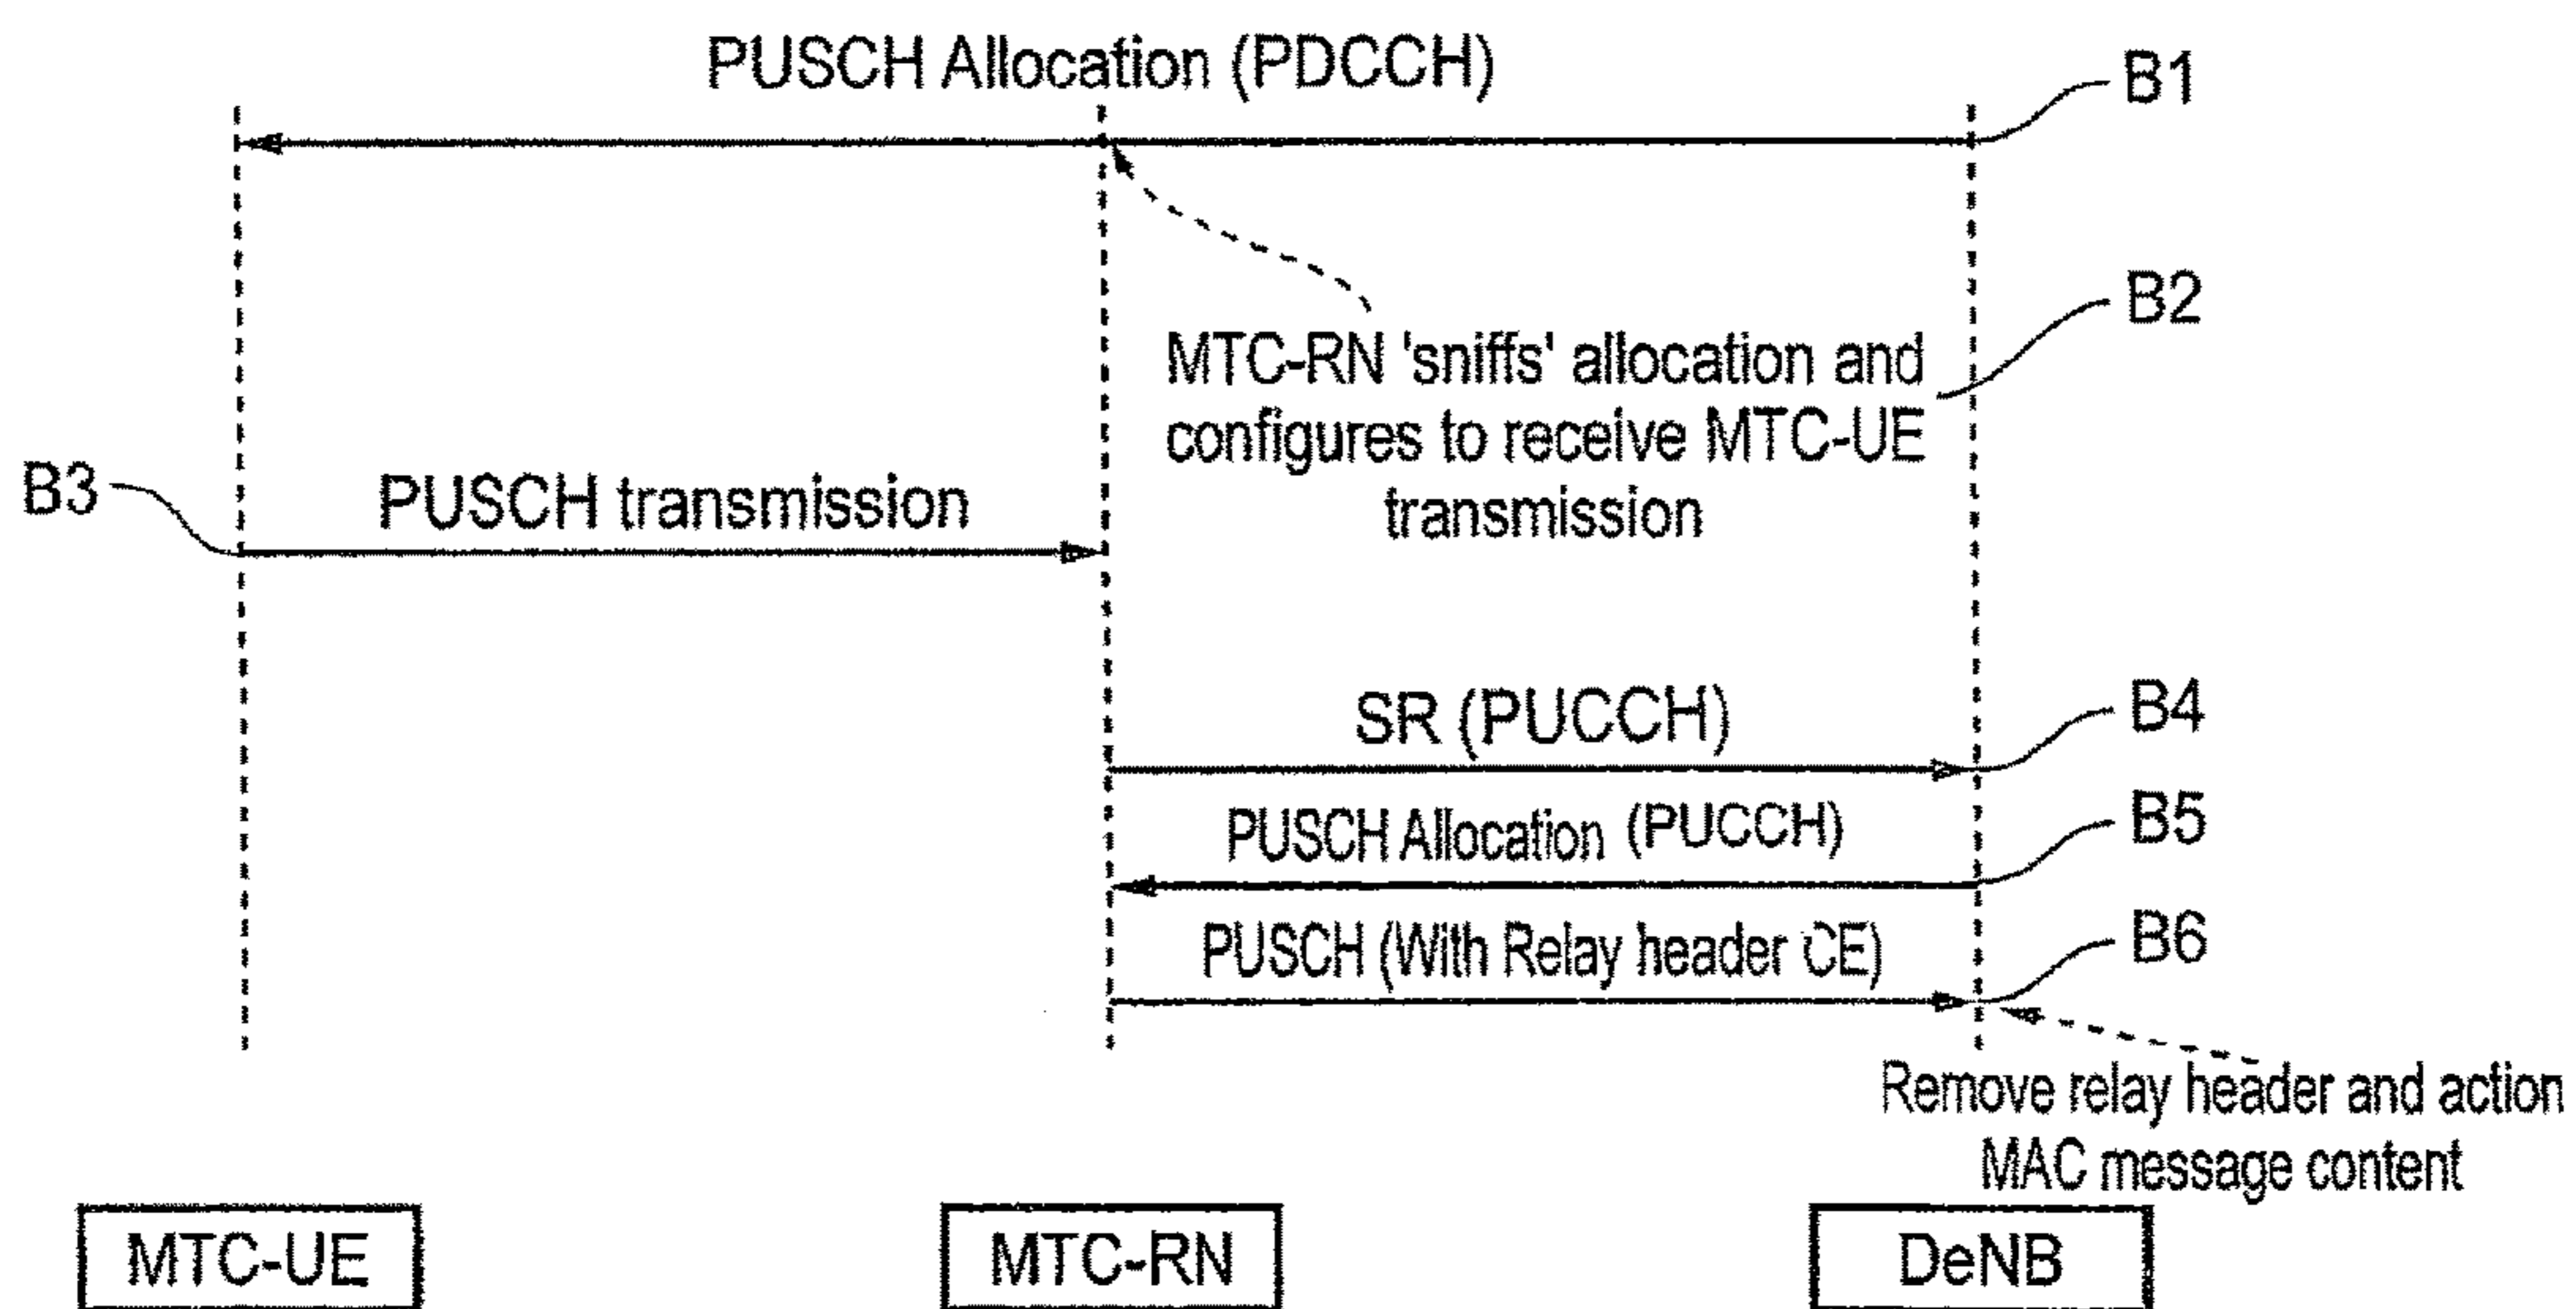 PUSCH Allocation (PDCCH)
B1
B2
MTC-RN 'sniffs' allocation and
configures to receive MTC-UE
transmission
B3
PUSCH transmission
SR (PUCCH)
B4
PUSCH Allocation (PUCCH)
B5
PUSCH (With Relay header CE)
B6
Remove relay header and action
MAC message content
MTC-UE
MTC-RN
DeNB